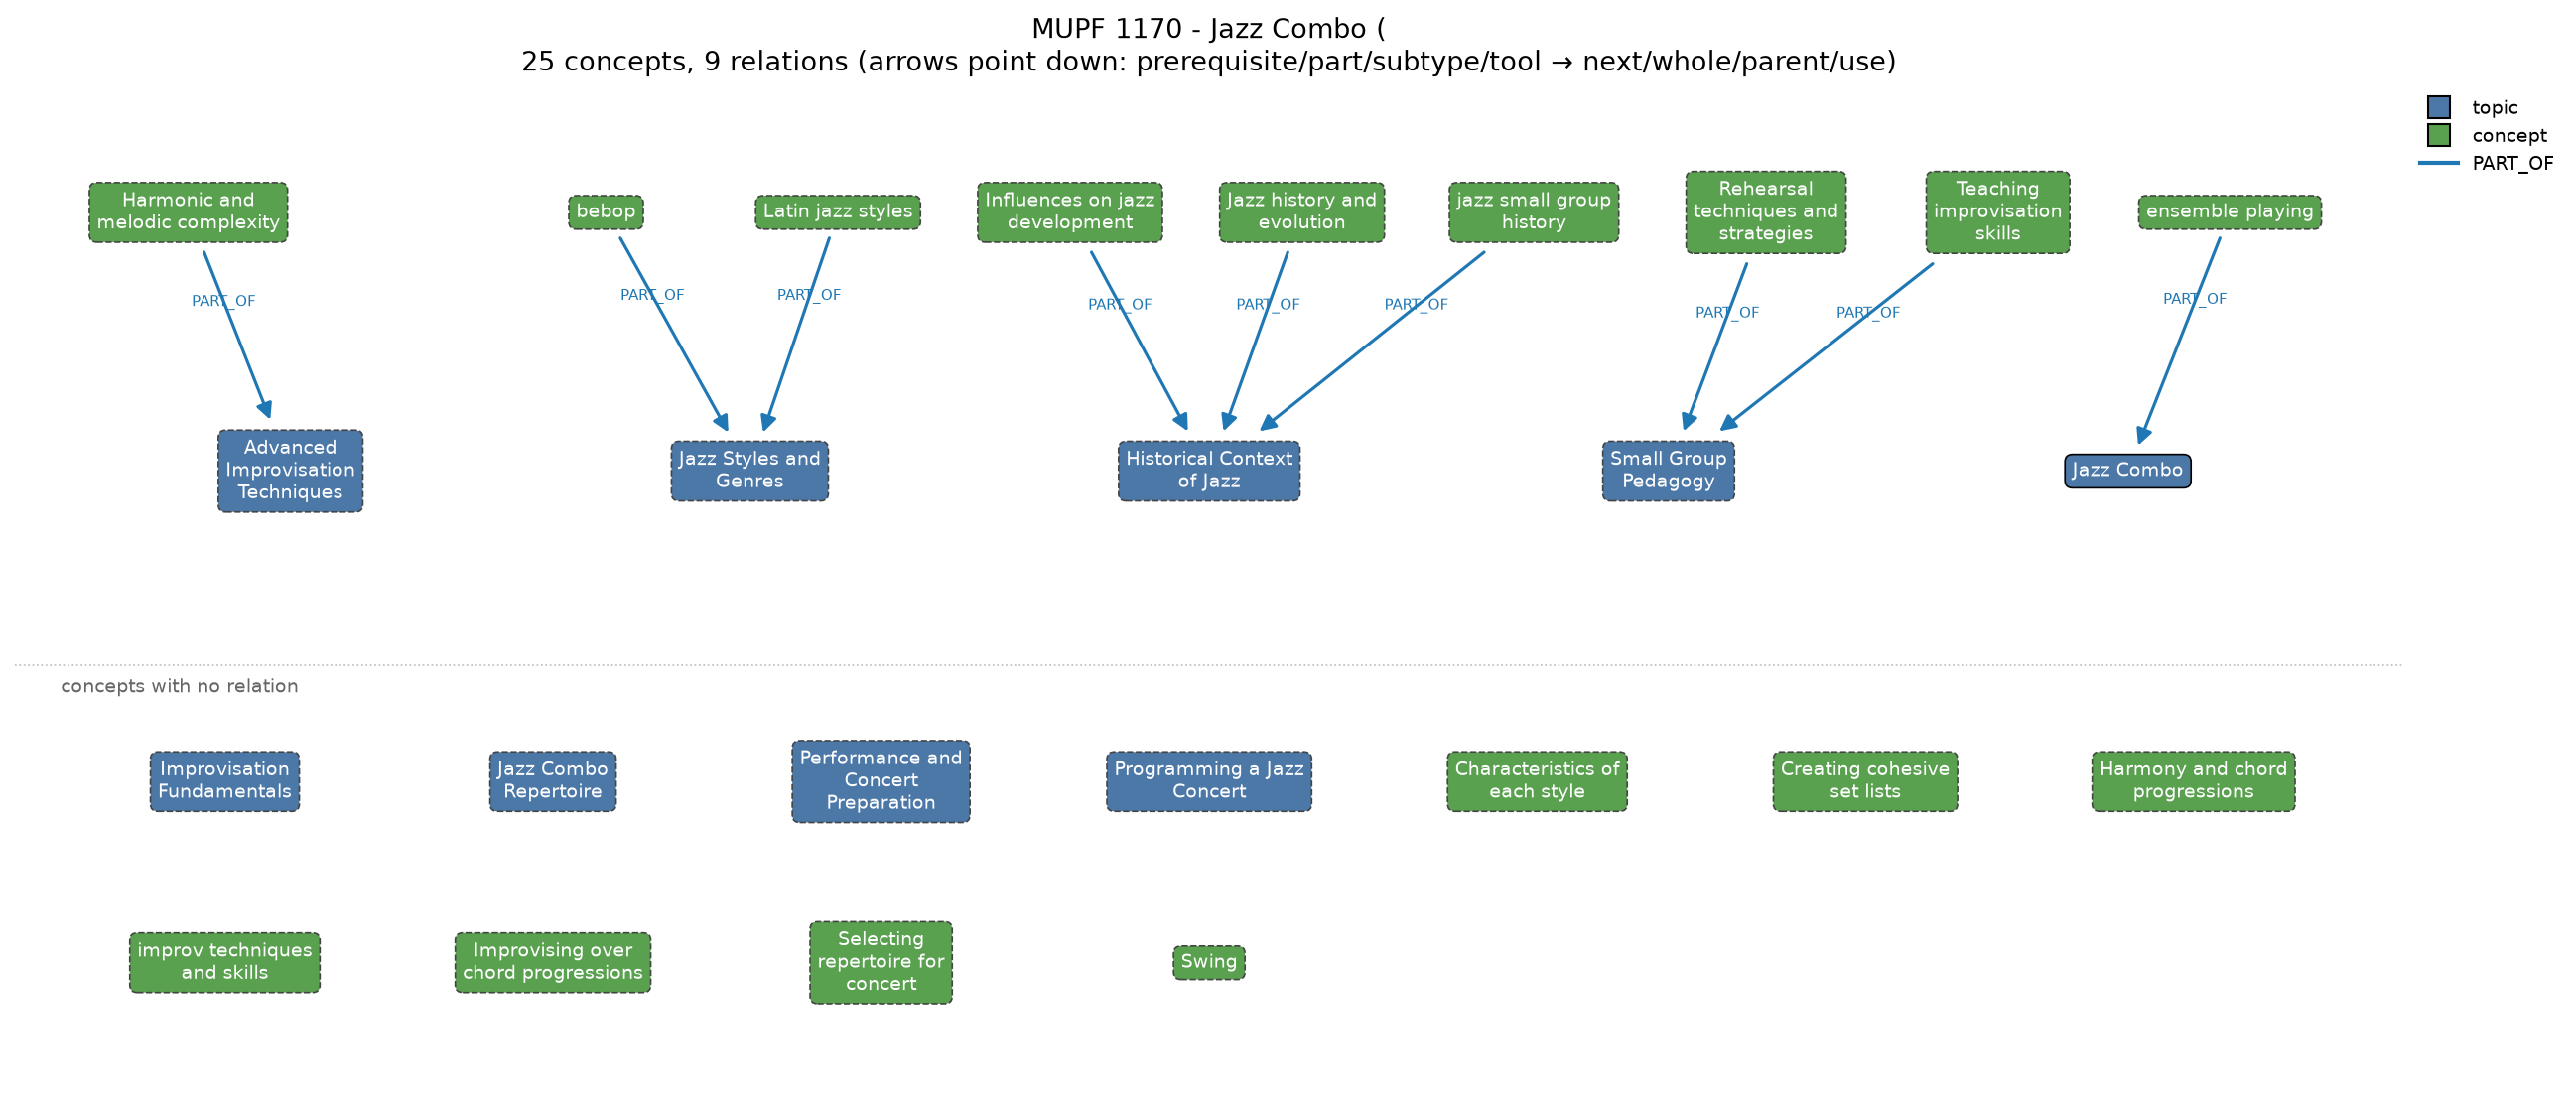 MUPF 1170 - Jazz Combo (
25 concepts, 9 relations (arrows point down: prerequisite/part/subtype/tool → next/whole/parent/use)
topic
concept
PART_OF
Harmonic and
melodic complexity
bebop
Latin jazz styles
Influences on jazz
development
Jazz history and
evolution
jazz small group
history
Rehearsal
techniques and
strategies
Teaching
improvisation
skills
ensemble playing
PART_OF
PART_OF
PART_OF
PART_OF
PART_OF
PART_OF
PART_OF
PART_OF
PART_OF
Advanced
Improvisation
Techniques
Jazz Styles and
Genres
Historical Context
of Jazz
Small Group
Pedagogy
Jazz Combo
concepts with no relation
Improvisation
Fundamentals
Jazz Combo
Repertoire
Performance and
Concert
Preparation
Programming a Jazz
Concert
Characteristics of
each style
Creating cohesive
set lists
Harmony and chord
progressions
improv techniques
and skills
Improvising over
chord progressions
Selecting
repertoire for
concert
Swing